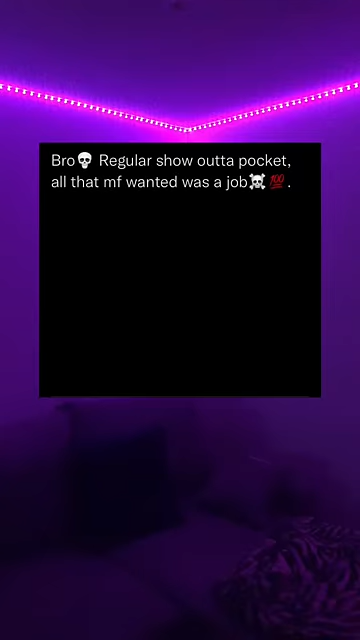 Bro💀 Regular show outta pocket,
all that mf wanted was a job☠️ 💯 .